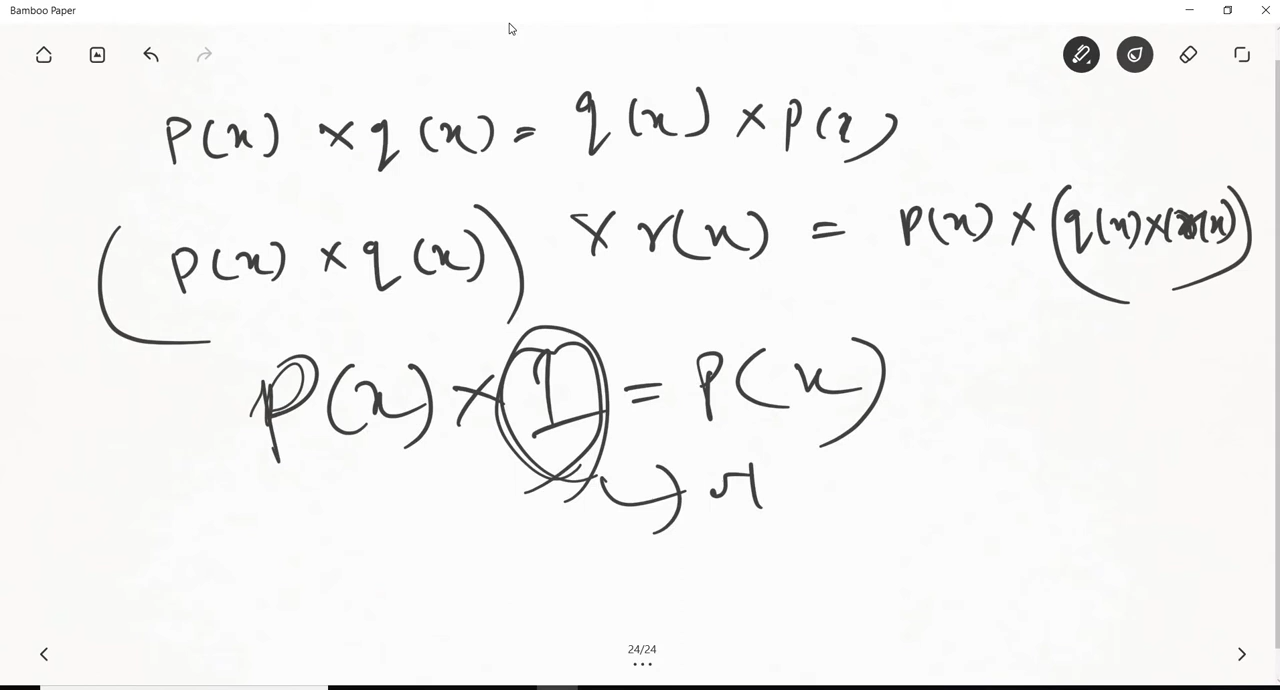 Bamboo Paper
p(x) × q(x) = q(x) × p(x)
(p(x) × q(x)) × r(x) = p(x) × (q(x) × (r(x))
p(x) × 1 = p(x)
24/24